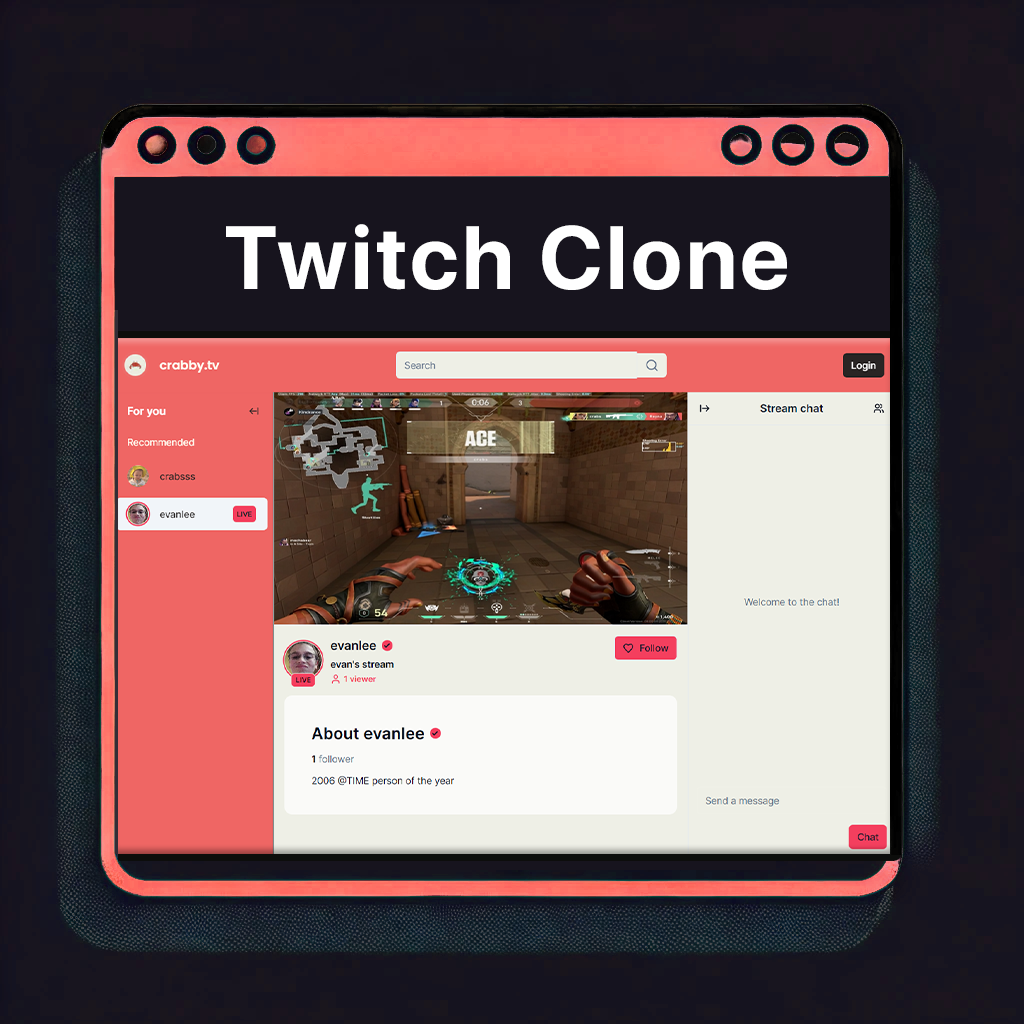 Twitch Clone
crabby.tv
Search
Login
For you
Recommended
crabsss
evanlee
LIVE
0:06
3
ACE
54
Stream chat
Welcome to the chat!
Send a message
Chat
evanlee
evan's stream
1 viewer
LIVE
Follow
About evanlee
1 follower
2006 @TIME person of the year